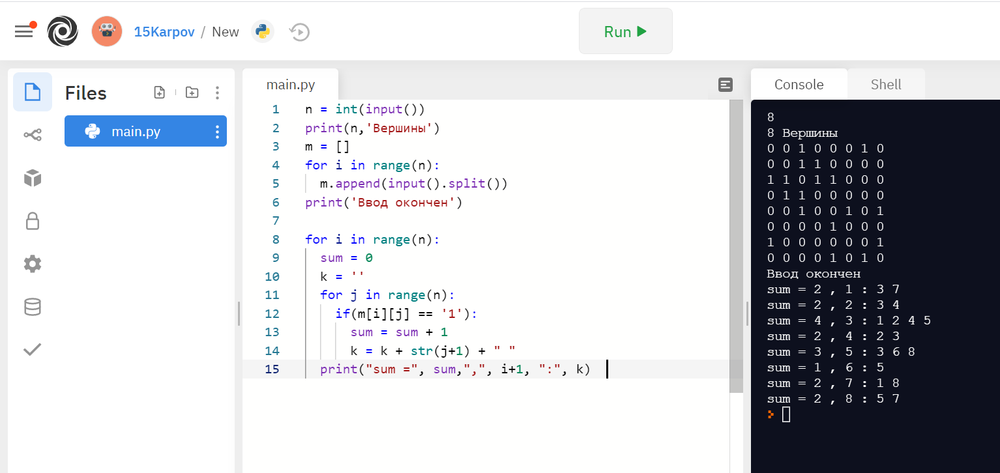 15Karpov / New
Run
Files
main.py
main.py
1 n = int(input())
2 print(n,'Вершины')
3 m = []
4 for i in range(n):
5   m.append(input().split())
6 print('Ввод окончен')
7
8 for i in range(n):
9   sum = 0
10   k = ''
11   for j in range(n):
12     if(m[i][j] == '1'):
13       sum = sum + 1
14       k = k + str(j+1) + " "
15   print("sum =", sum,",", i+1, ":", k)
Console Shell
8
8 Вершины
0 0 1 0 0 0 1 0
0 0 1 1 0 0 0 0
1 1 0 1 1 0 0 0
0 1 1 0 0 0 0 0
0 0 1 0 0 1 0 1
0 0 0 0 1 0 0 0
1 0 0 0 0 0 0 1
0 0 0 0 1 0 1 0
Ввод окончен
sum = 2 , 1 : 3 7
sum = 2 , 2 : 3 4
sum = 4 , 3 : 1 2 4 5
sum = 2 , 4 : 2 3
sum = 3 , 5 : 3 6 8
sum = 1 , 6 : 5
sum = 2 , 7 : 1 8
sum = 2 , 8 : 5 7